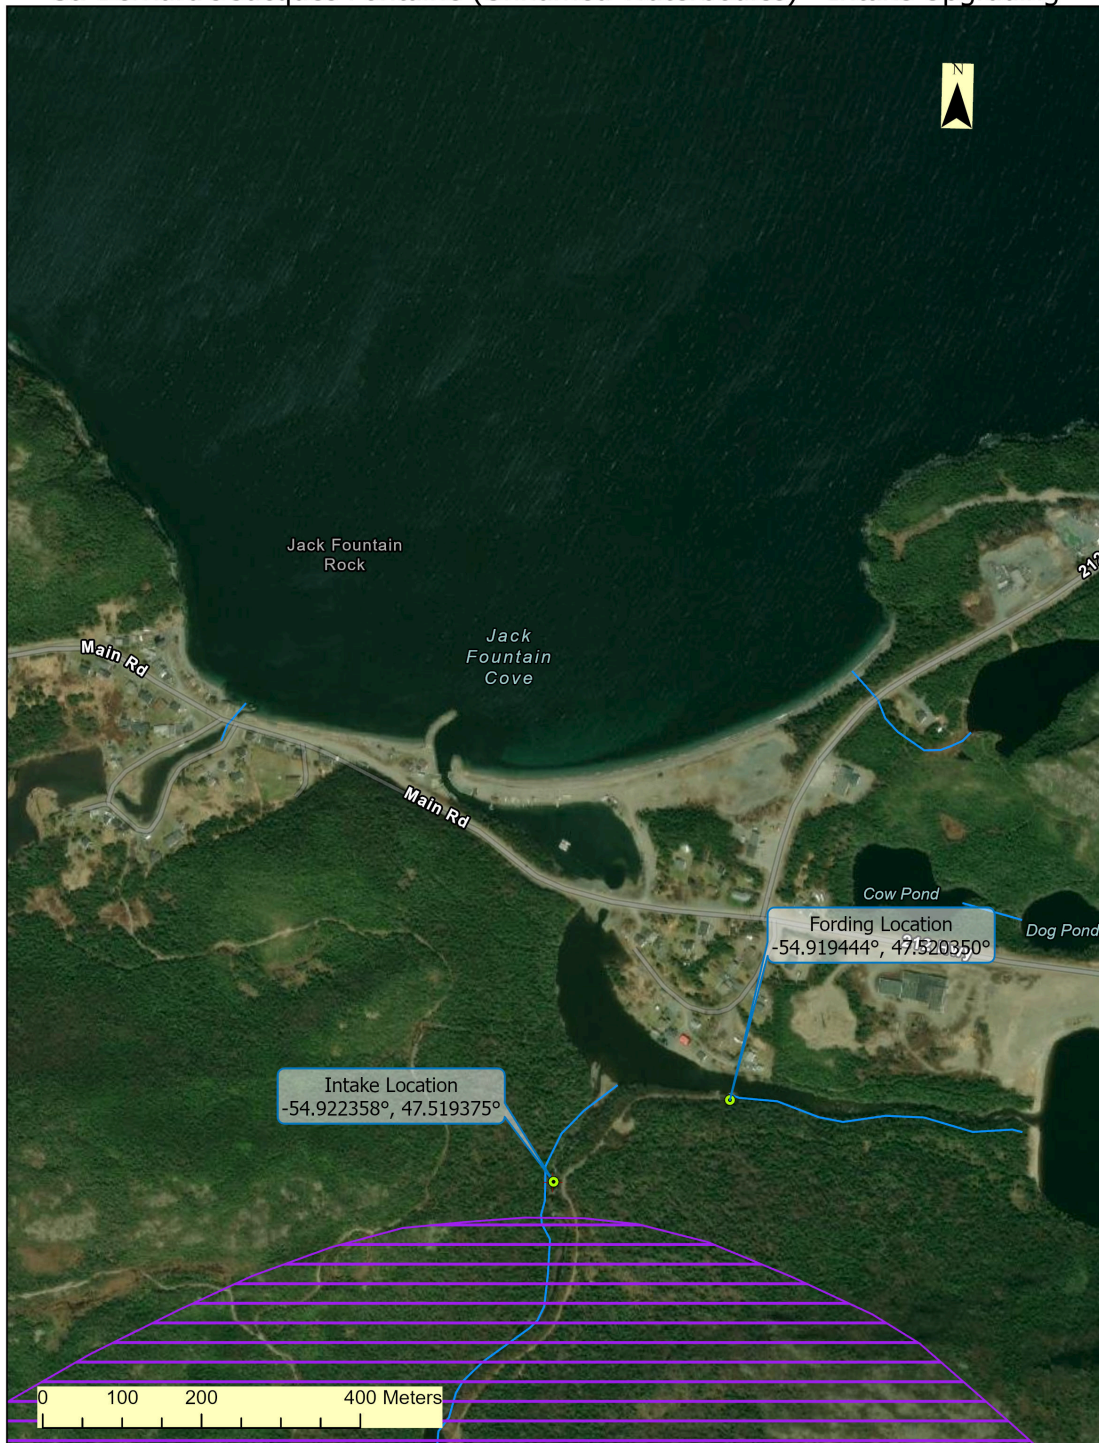 N
Jack Fountain
Rock
Jack
Fountain
Cove
Main Rd
212
Main Rd
Cow Pond
Dog Pond
Fording Location
-54.919444°, 47.520350°
Intake Location
-54.922358°, 47.519375°
0 100 200 400 Meters